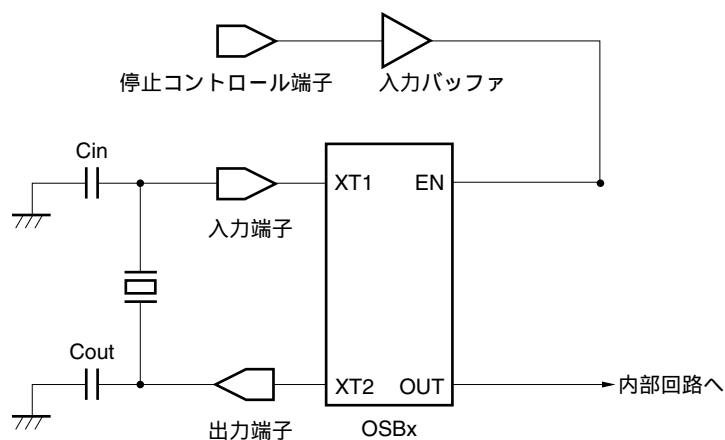 停止コントロール端子
入力バッファ
Cin
XT1
EN
入力端子
Cout
XT2
OUT
内部回路へ
出力端子
OSBx